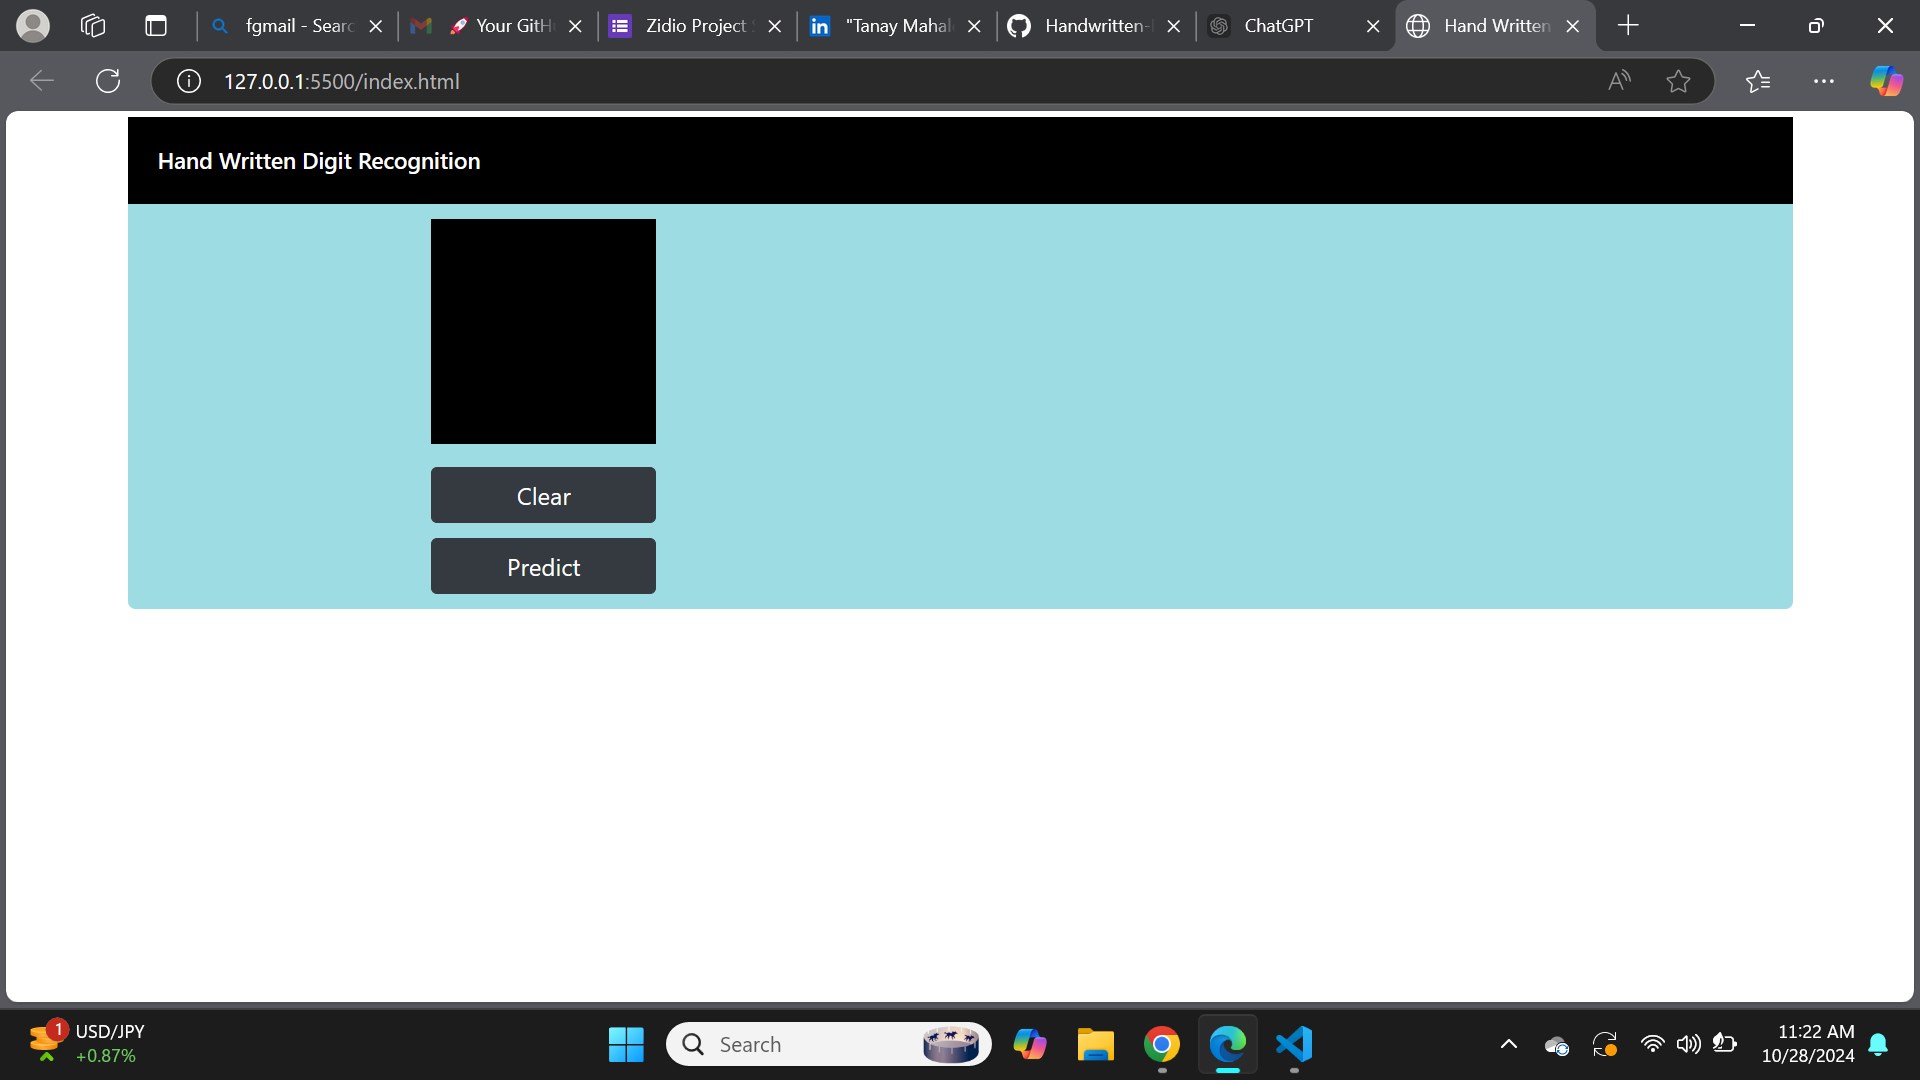 fgmail - Searc
🚀 Your GitH
Zidio Project
"Tanay Mahal
Handwritten-
ChatGPT
Hand Written
127.0.0.1:5500/index.html
Hand Written Digit Recognition
Clear
Predict
1
USD/JPY
+0.87%
Search
11:22 AM
10/28/2024